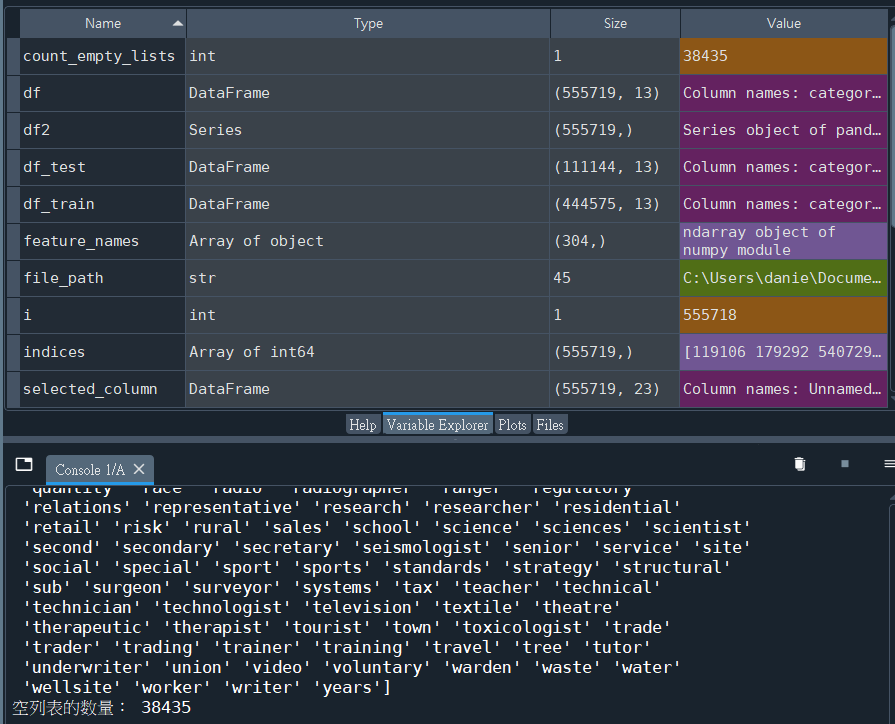 Name Type Size Value
count_empty_lists int 1 38435
df DataFrame (555719, 13) Column names: categor…
df2 Series (555719,) Series object of pand…
df_test DataFrame (111144, 13) Column names: categor…
df_train DataFrame (444575, 13) Column names: categor…
feature_names Array of object (304,) ndarray object of
numpy module
file_path str 45 C:\Users\danie\Docume…
i int 1 555718
indices Array of int64 (555719,) [119106 179292 540729…
selected_column DataFrame (555719, 23) Column names: Unnamed…
Help Variable Explorer Plots Files
Console 1/A
'quantity' 'race' 'radio' 'radiographer' 'ranger' 'regulatory'
'relations' 'representative' 'research' 'researcher' 'residential'
'retail' 'risk' 'rural' 'sales' 'school' 'science' 'sciences' 'scientist'
'second' 'secondary' 'secretary' 'seismologist' 'senior' 'service' 'site'
'social' 'special' 'sport' 'sports' 'standards' 'strategy' 'structural'
'sub' 'surgeon' 'surveyor' 'systems' 'tax' 'teacher' 'technical'
'technician' 'technologist' 'television' 'textile' 'theatre'
'therapeutic' 'therapist' 'tourist' 'town' 'toxicologist' 'trade'
'trader' 'trading' 'trainer' 'training' 'travel' 'tree' 'tutor'
'underwriter' 'union' 'video' 'voluntary' 'warden' 'waste' 'water'
'wellsite' 'worker' 'writer' 'years']
空列表的数量： 38435